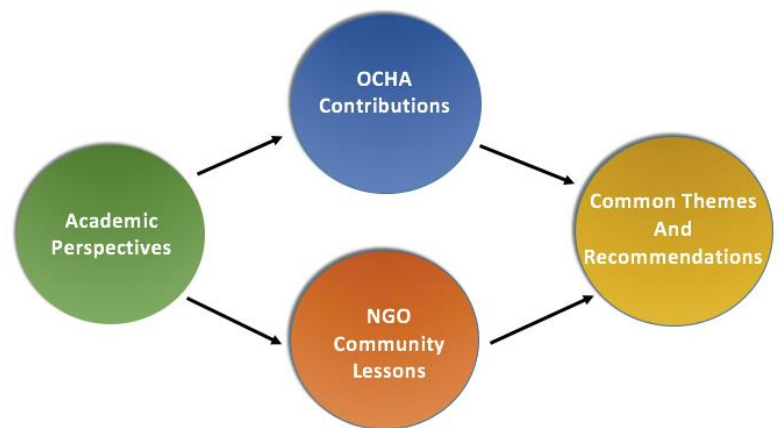 Academic
Perspectives
OCHA
Contributions
NGO
Community
Lessons
Common Themes
And
Recommendations